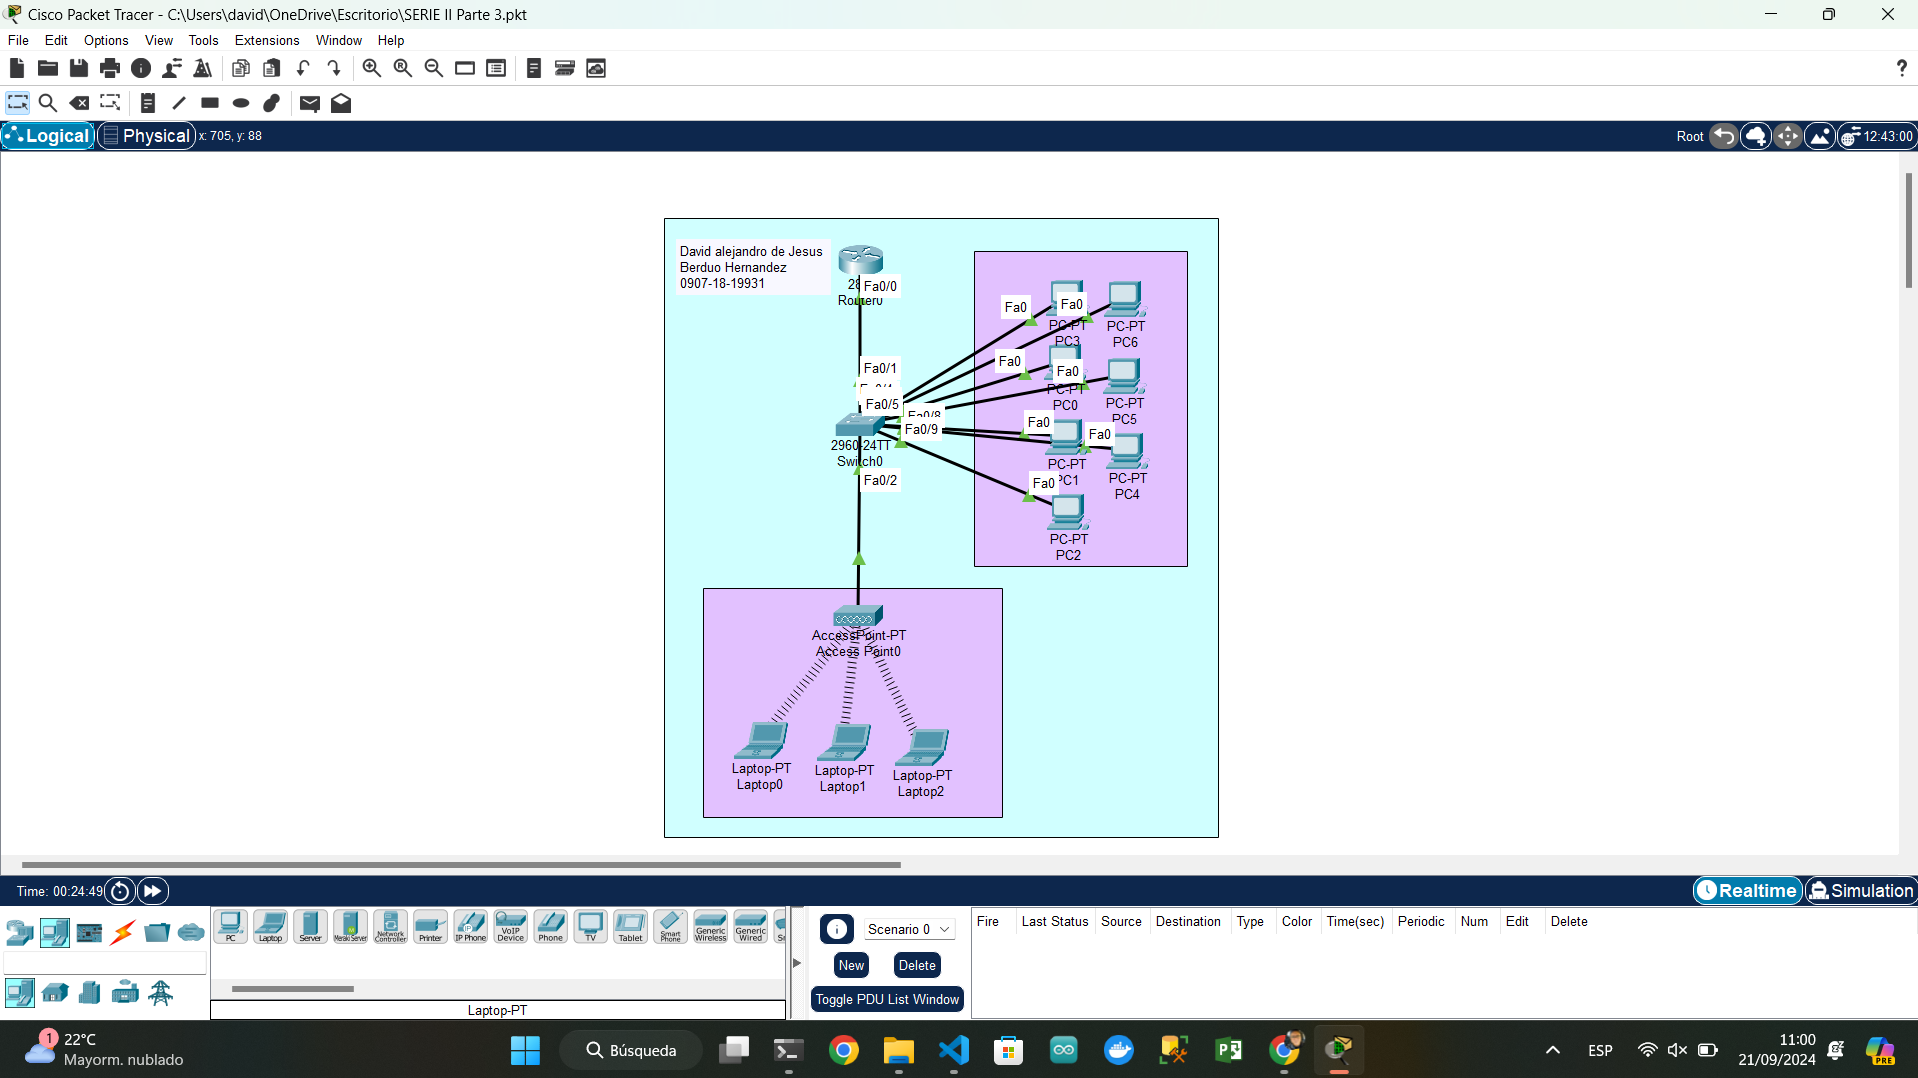 Cisco Packet Tracer - C:\Users\david\OneDrive\Escritorio\SERIE II Parte 3.pkt
File Edit Options View Tools Extensions Window Help
Logical Physical x: 705, y: 88 Root 12:43:00
David alejandro de Jesus
Berduo Hernandez
0907-18-19931
Fa0/0
Router0
Fa0/1
Fa0/5
Fa0/8
Fa0/9
2960-24TT
Switch0
Fa0/2
Fa0
Fa0
PC-PT
PC3
PC-PT
PC6
Fa0
Fa0
PC-PT
PC0
PC-PT
PC5
Fa0
Fa0
PC-PT
PC1
PC-PT
PC4
Fa0
PC-PT
PC2
AccessPoint-PT
Access Point0
Laptop-PT
Laptop0
Laptop-PT
Laptop1
Laptop-PT
Laptop2
Time: 00:24:49 Realtime Simulation
PC Laptop Server Meraki Server Network Controller Printer IP Phone VoIP Device Phone TV Tablet Smart Phone Generic Wireless Generic Wired
Laptop-PT
Scenario 0
New Delete
Toggle PDU List Window
Fire Last Status Source Destination Type Color Time(sec) Periodic Num Edit Delete
1
22°C
Mayorm. nublado
Búsqueda
ESP
11:00
21/09/2024
PRE